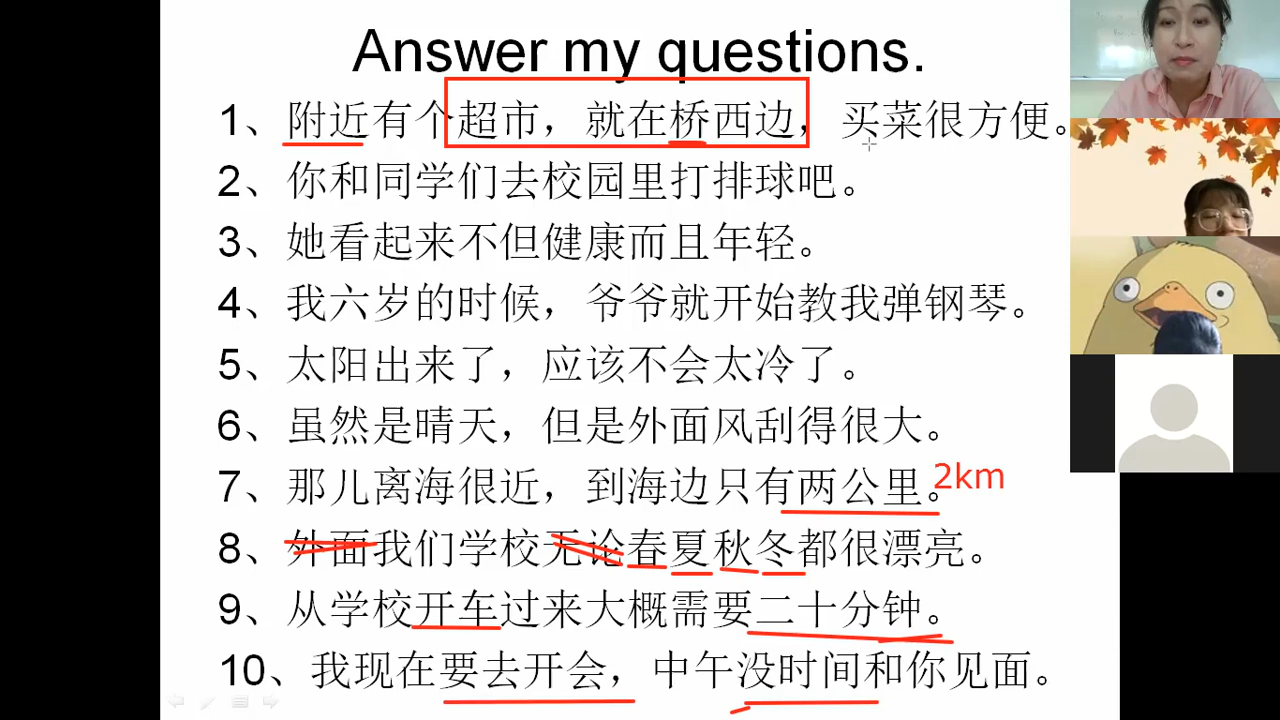 Answer my questions.
1、附近有个超市，就在桥西边，买菜很方便。
2、你和同学们去校园里打排球吧。
3、她看起来不但健康而且年轻。
4、我六岁的时候，爷爷就开始教我弹钢琴。
5、太阳出来了，应该不会太冷了。
6、虽然是晴天，但是外面风刮得很大。
7、那儿离海很近，到海边只有两公里。2km
8、外面我们学校无论春夏秋冬都很漂亮。
9、从学校开车过来大概需要二十分钟。
10、我现在要去开会，中午没时间和你见面。